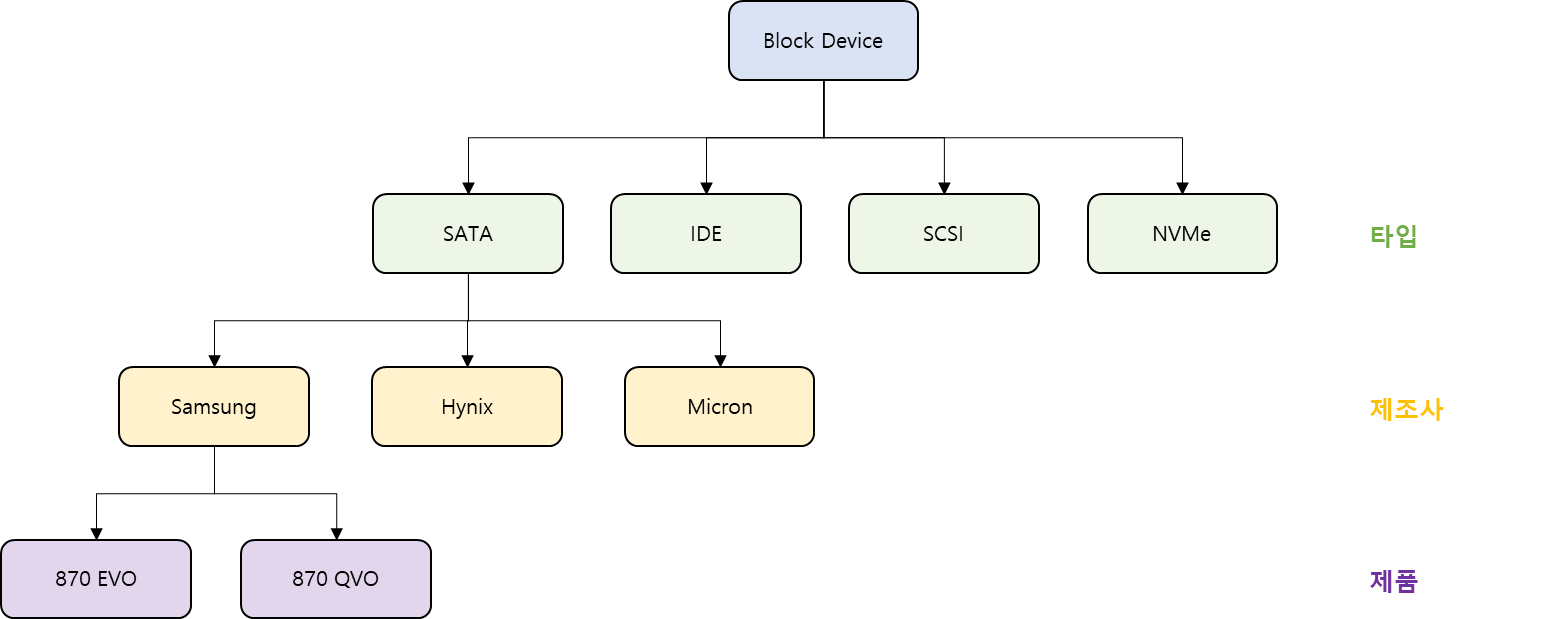 Block Device
SATA
IDE
SCSI
NVMe
타입
Samsung
Hynix
Micron
제조사
870 EVO
870 QVO
제품